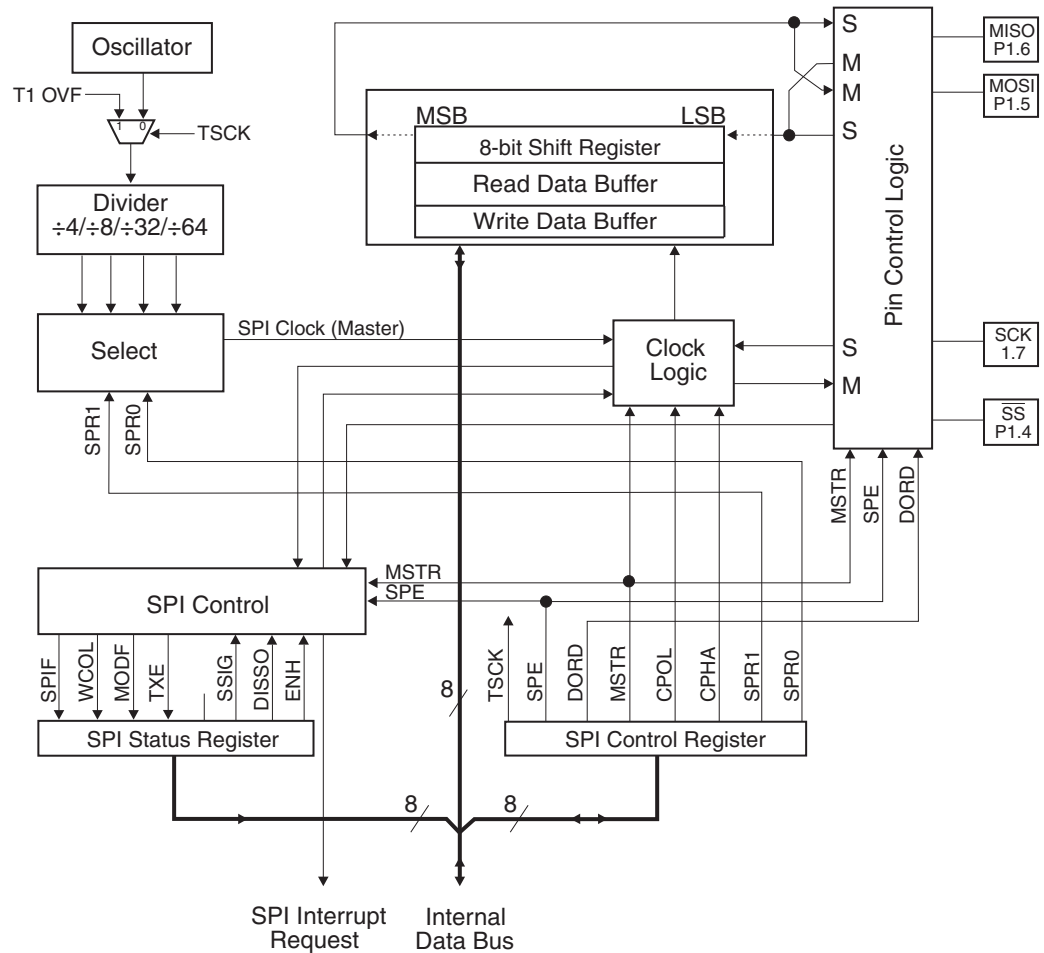 Oscillator
T1 OVF
1 0
TSCK
Divider
÷4/÷8/÷32/÷64
Select
SPI Clock (Master)
SPR1
SPR0
MSB
LSB
8-bit Shift Register
Read Data Buffer
Write Data Buffer
Clock
Logic
S
M
M
S
S
M
Pin Control Logic
MISO
P1.6
MOSI
P1.5
SCK
1.7
SS
P1.4
MSTR
SPE
DORD
SPI Control
MSTR
SPE
SPIF
WCOL
MODF
TXE
SSIG
DISSO
ENH
SPI Status Register
8
TSCK
SPE
DORD
MSTR
CPOL
CPHA
SPR1
SPR0
SPI Control Register
8
8
SPI Interrupt
Request
Internal
Data Bus